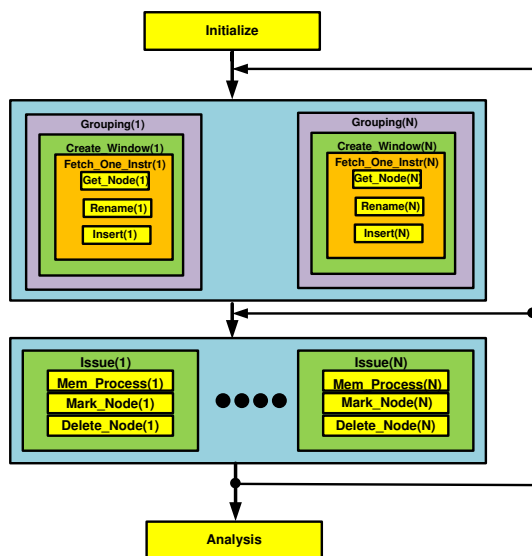 Initialize
Grouping(1)
Create_Window(1)
Fetch_One_Instr(1)
Get_Node(1)
Rename(1)
Insert(1)
Grouping(N)
Create_Window(N)
Fetch_One_Instr(N)
Get_Node(N)
Rename(N)
Insert(N)
Issue(1)
Mem_Process(1)
Mark_Node(1)
Delete_Node(1)
Issue(N)
Mem_Process(N)
Mark_Node(N)
Delete_Node(N)
Analysis